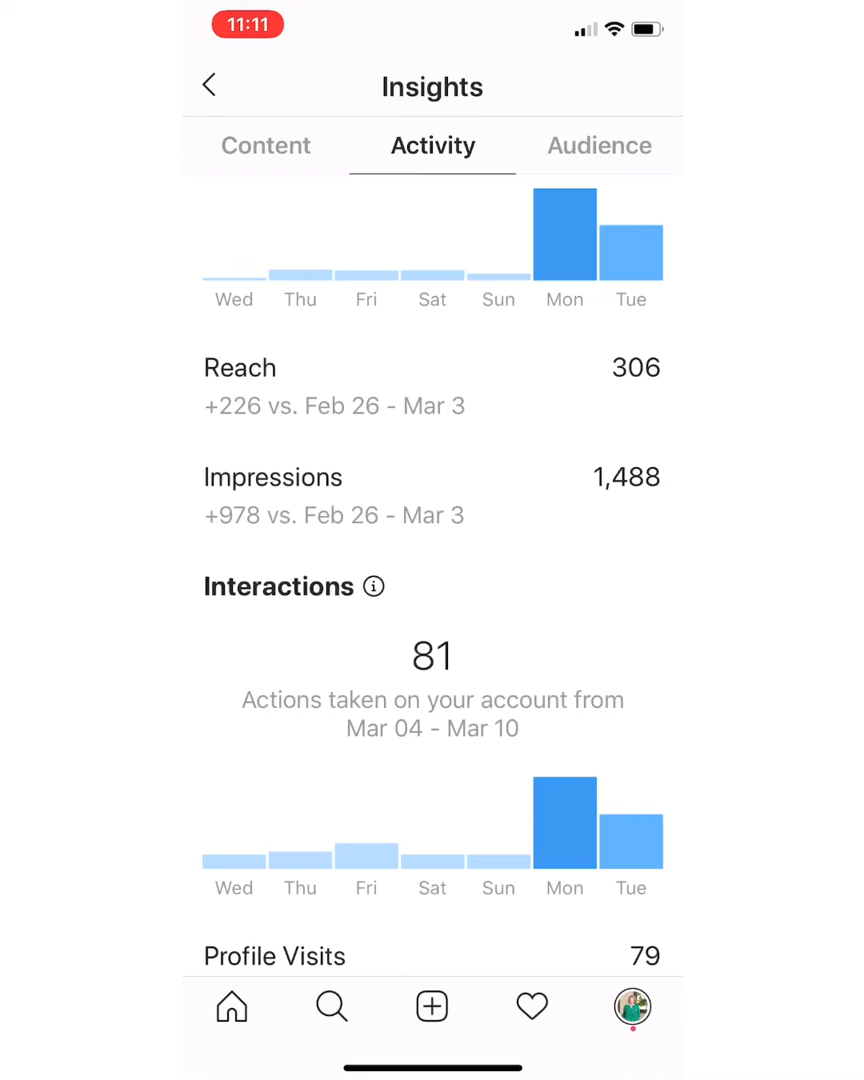 11:11
Insights
Content Activity Audience
Wed Thu Fri Sat Sun Mon Tue
Reach 306
+226 vs. Feb 26 - Mar 3
Impressions 1,488
+978 vs. Feb 26 - Mar 3
Interactions
81
Actions taken on your account from
Mar 04 - Mar 10
Wed Thu Fri Sat Sun Mon Tue
Profile Visits 79